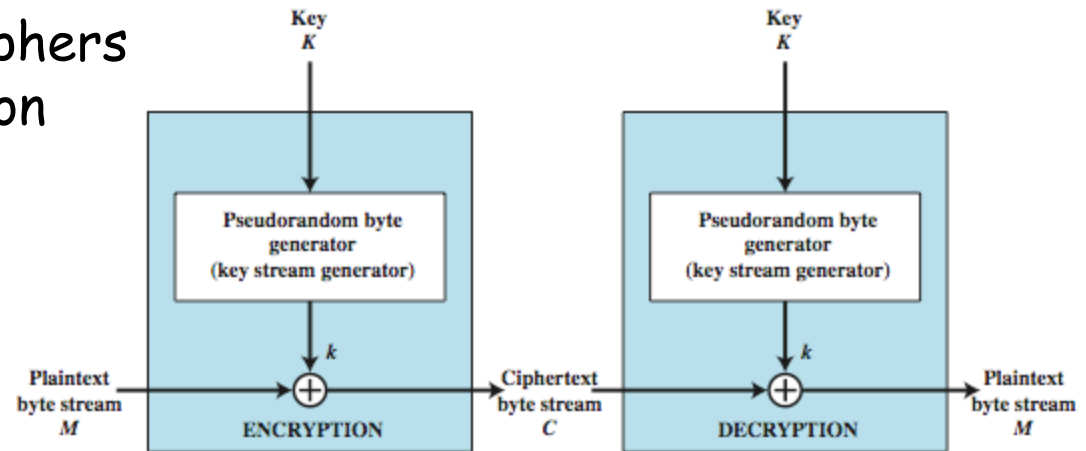 phers
on
Key
K
Key
K
Pseudorandom byte
generator
(key stream generator)
Pseudorandom byte
generator
(key stream generator)
k
k
Plaintext
byte stream
M
ENCRYPTION
Ciphertext
byte stream
C
DECRYPTION
Plaintext
byte stream
M